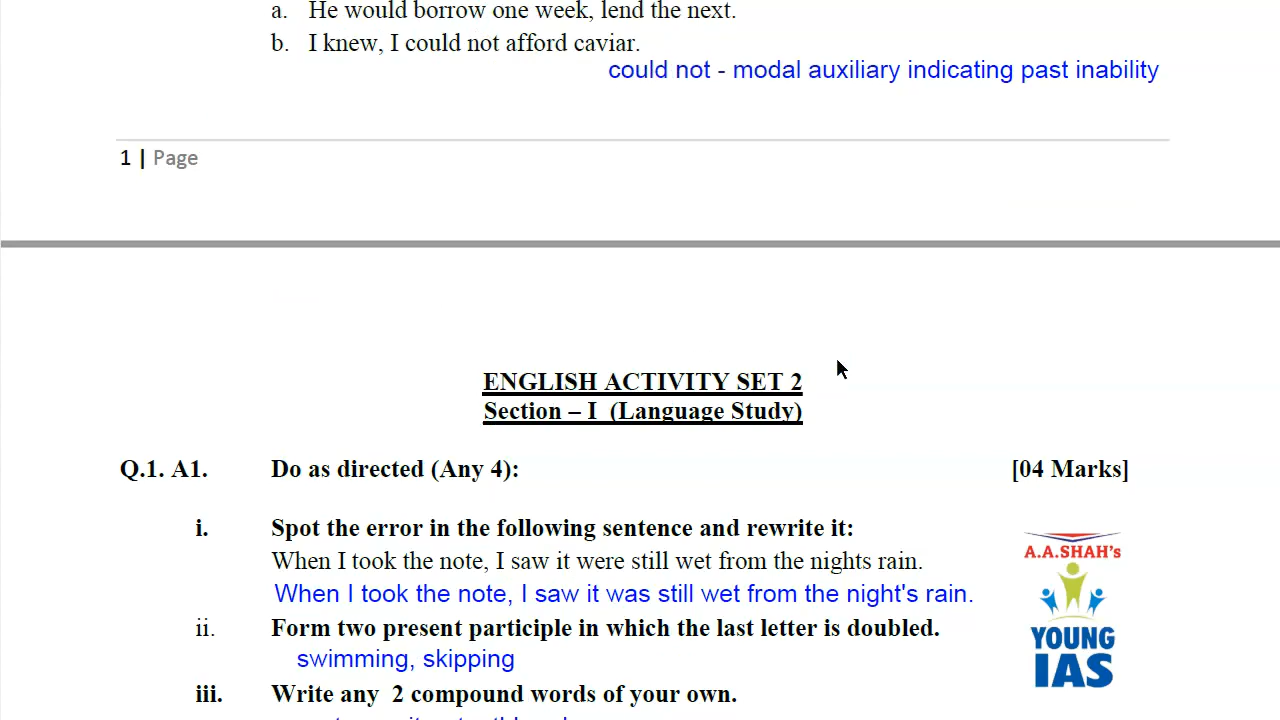 a. He would borrow one week, lend the next.
b. I knew, I could not afford caviar.
could not - modal auxiliary indicating past inability
1 | Page
ENGLISH ACTIVITY SET 2
Section – I (Language Study)
Q.1. A1. Do as directed (Any 4): [04 Marks]
i. Spot the error in the following sentence and rewrite it:
When I took the note, I saw it were still wet from the nights rain.
When I took the note, I saw it was still wet from the night's rain.
ii. Form two present participle in which the last letter is doubled.
swimming, skipping
iii. Write any 2 compound words of your own.
A.A.SHAH's
YOUNG
IAS